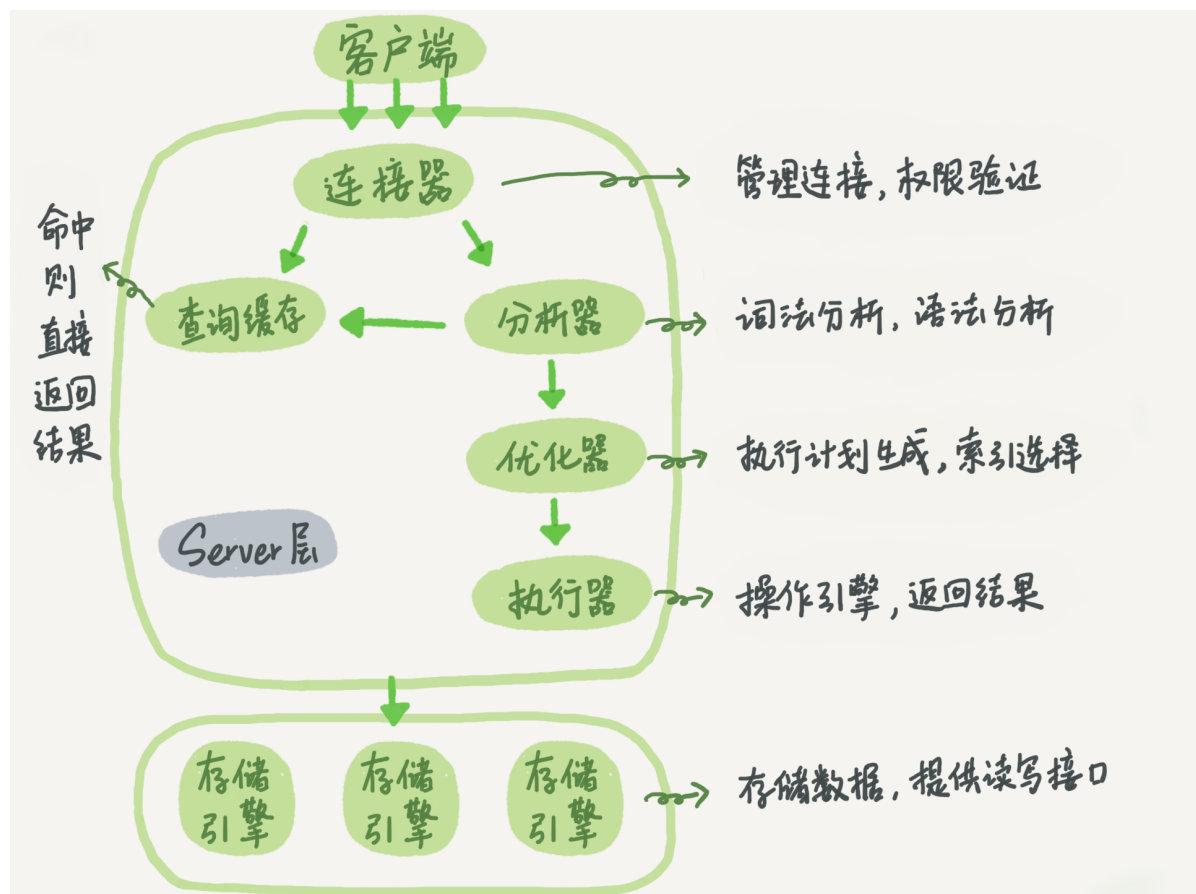 客户端
连接器
管理连接,权限验证
命中
则
直接
返回
结果
查询缓存
分析器
词法分析,语法分析
优化器
执行计划生成,索引选择
Server层
执行器
操作引擎,返回结果
存储
引擎
存储
引擎
存储
引擎
存储数据,提供读写接口